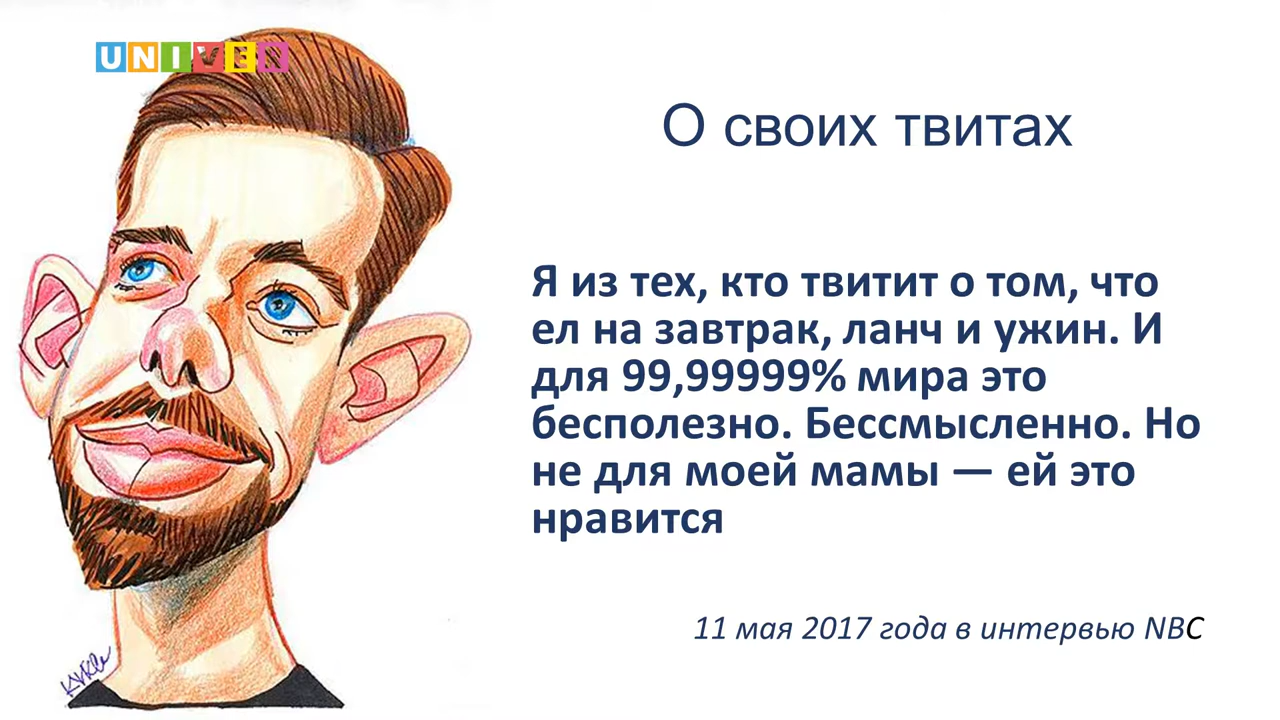 UNIVER
О своих твитах
Я из тех, кто твитит о том, что
ел на завтрак, ланч и ужин. И
для 99,99999% мира это
бесполезно. Бессмысленно. Но
не для моей мамы — ей это
нравится
11 мая 2017 года в интервью NBC